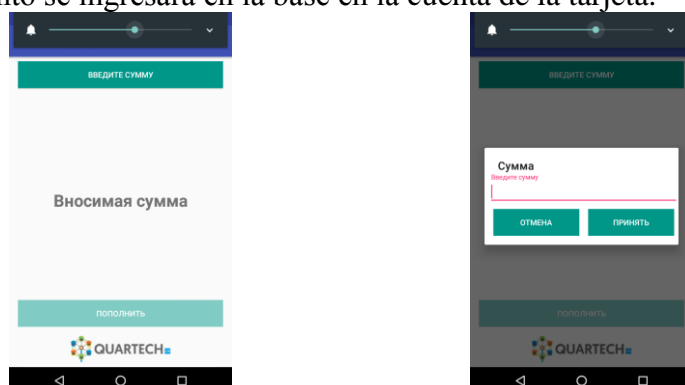 nto se ingresará en la base en la cuenta de la tarjeta.
ВВЕДИТЕ СУММУ
Вносимая сумма
ПОПОЛНИТЬ
QUARTECH
ВВЕДИТЕ СУММУ
Сумма
Введите сумму
ОТМЕНА
ПРИНЯТЬ
ПОПОЛНИТЬ
QUARTECH